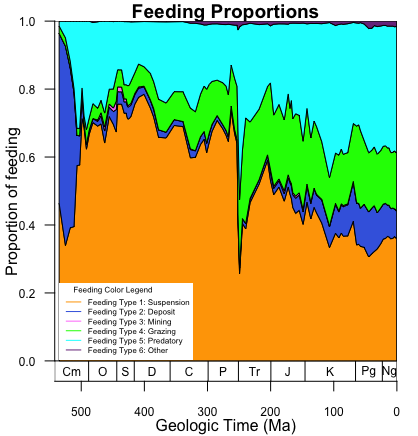 Feeding Proportions
1.0
0.8
0.6
0.4
0.2
0.0
Proportion of feeding
Feeding Color Legend
Feeding Type 1: Suspension
Feeding Type 2: Deposit
Feeding Type 3: Mining
Feeding Type 4: Grazing
Feeding Type 5: Predatory
Feeding Type 6: Other
Cm O S D C P Tr J K Pg Ng
500 400 300 200 100 0
Geologic Time (Ma)